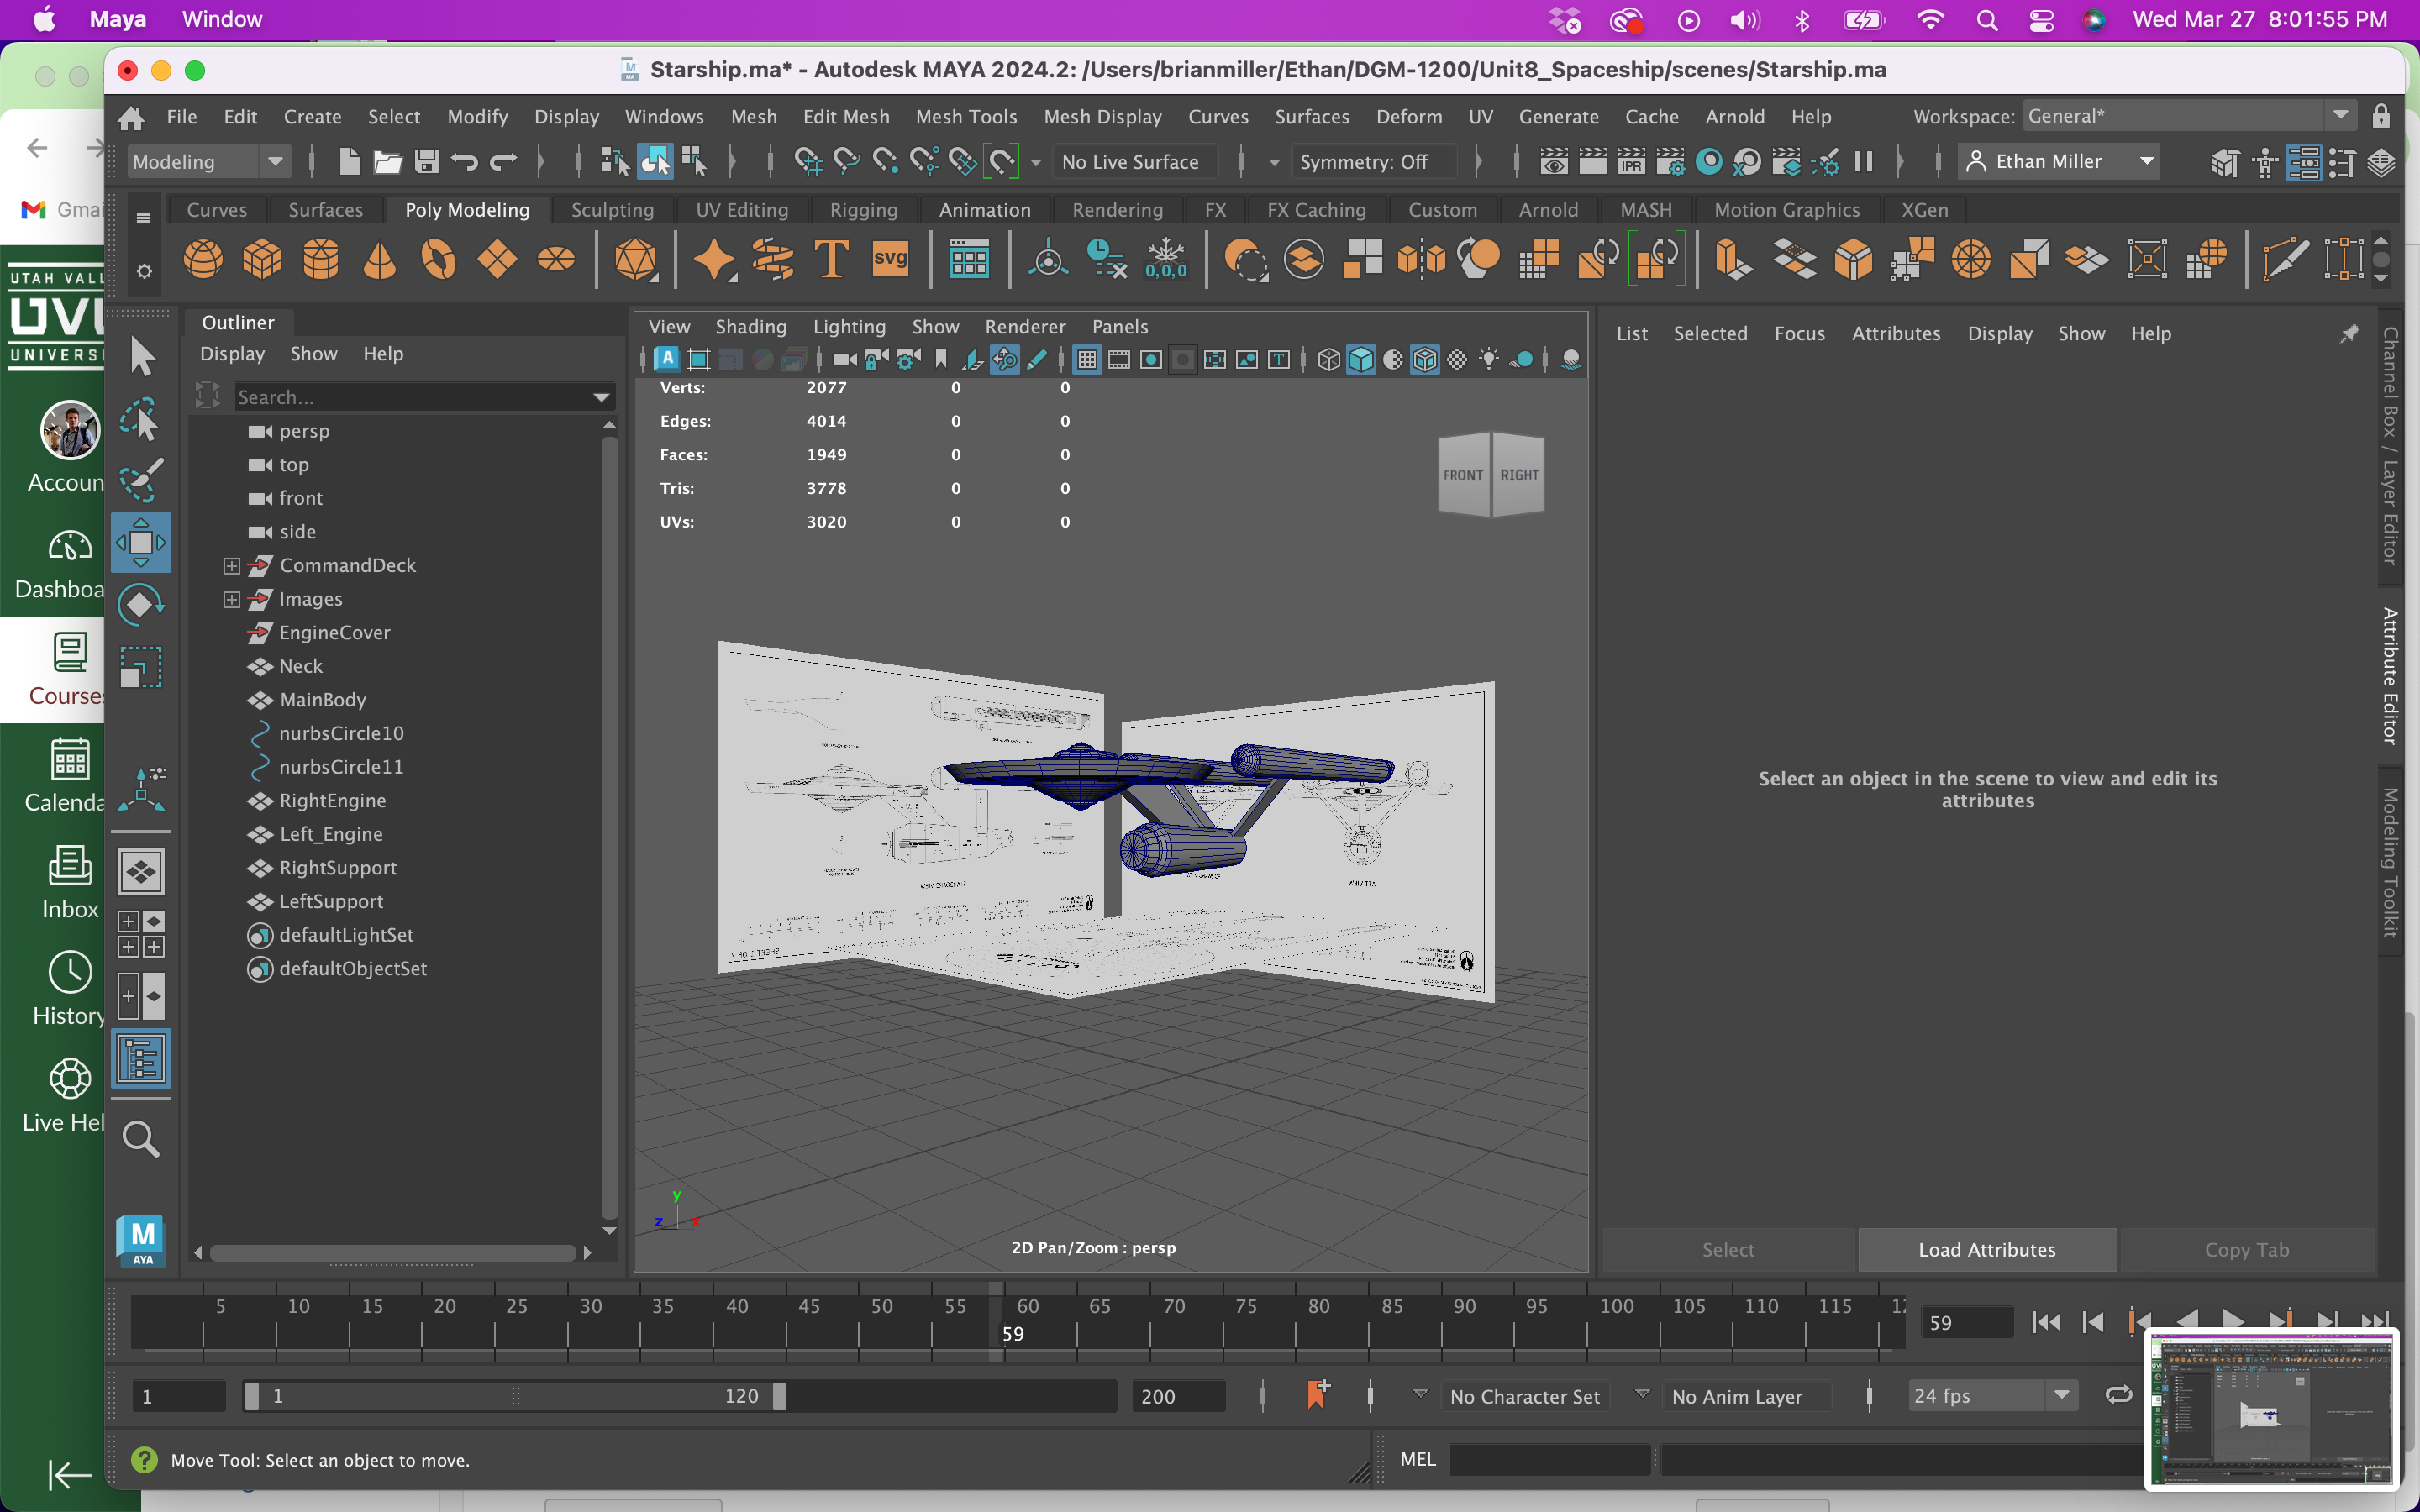 Maya Window Wed Mar 27 8:01:55 PM
Starship.ma* - Autodesk MAYA 2024.2: /Users/brianmiller/Ethan/DGM-1200/Unit8_Spaceship/scenes/Starship.ma
File Edit Create Select Modify Display Windows Mesh Edit Mesh Mesh Tools Mesh Display Curves Surfaces Deform UV Generate Cache Arnold Help Workspace: General*
Modeling No Live Surface Symmetry: Off IPR Ethan Miller
Curves Surfaces Poly Modeling Sculpting UV Editing Rigging Animation Rendering FX FX Caching Custom Arnold MASH Motion Graphics XGen
T svg 0,0,0
Gmai
UTAH VALL
UVU
UNIVERS
Accoun
Dashboa
Courses
Calenda
Inbox
History
Live Hel
Outliner
Display Show Help
Search...
persp
top
front
side
CommandDeck
Images
EngineCover
Neck
MainBody
nurbsCircle10
nurbsCircle11
RightEngine
Left_Engine
RightSupport
LeftSupport
defaultLightSet
defaultObjectSet
M
AYA
View Shading Lighting Show Renderer Panels
Verts: 2077 0 0
Edges: 4014 0 0
Faces: 1949 0 0
Tris: 3778 0 0
UVs: 3020 0 0
FRONT RIGHT
y
z x
2D Pan/Zoom : persp
List Selected Focus Attributes Display Show Help
Select an object in the scene to view and edit its
attributes
Select Load Attributes Copy Tab
Channel Box / Layer Editor
Attribute Editor
Modeling Toolkit
5 10 15 20 25 30 35 40 45 50 55 60 65 70 75 80 85 90 95 100 105 110 115 12
59
59
1 1 120 200 No Character Set No Anim Layer 24 fps
Move Tool: Select an object to move.
MEL